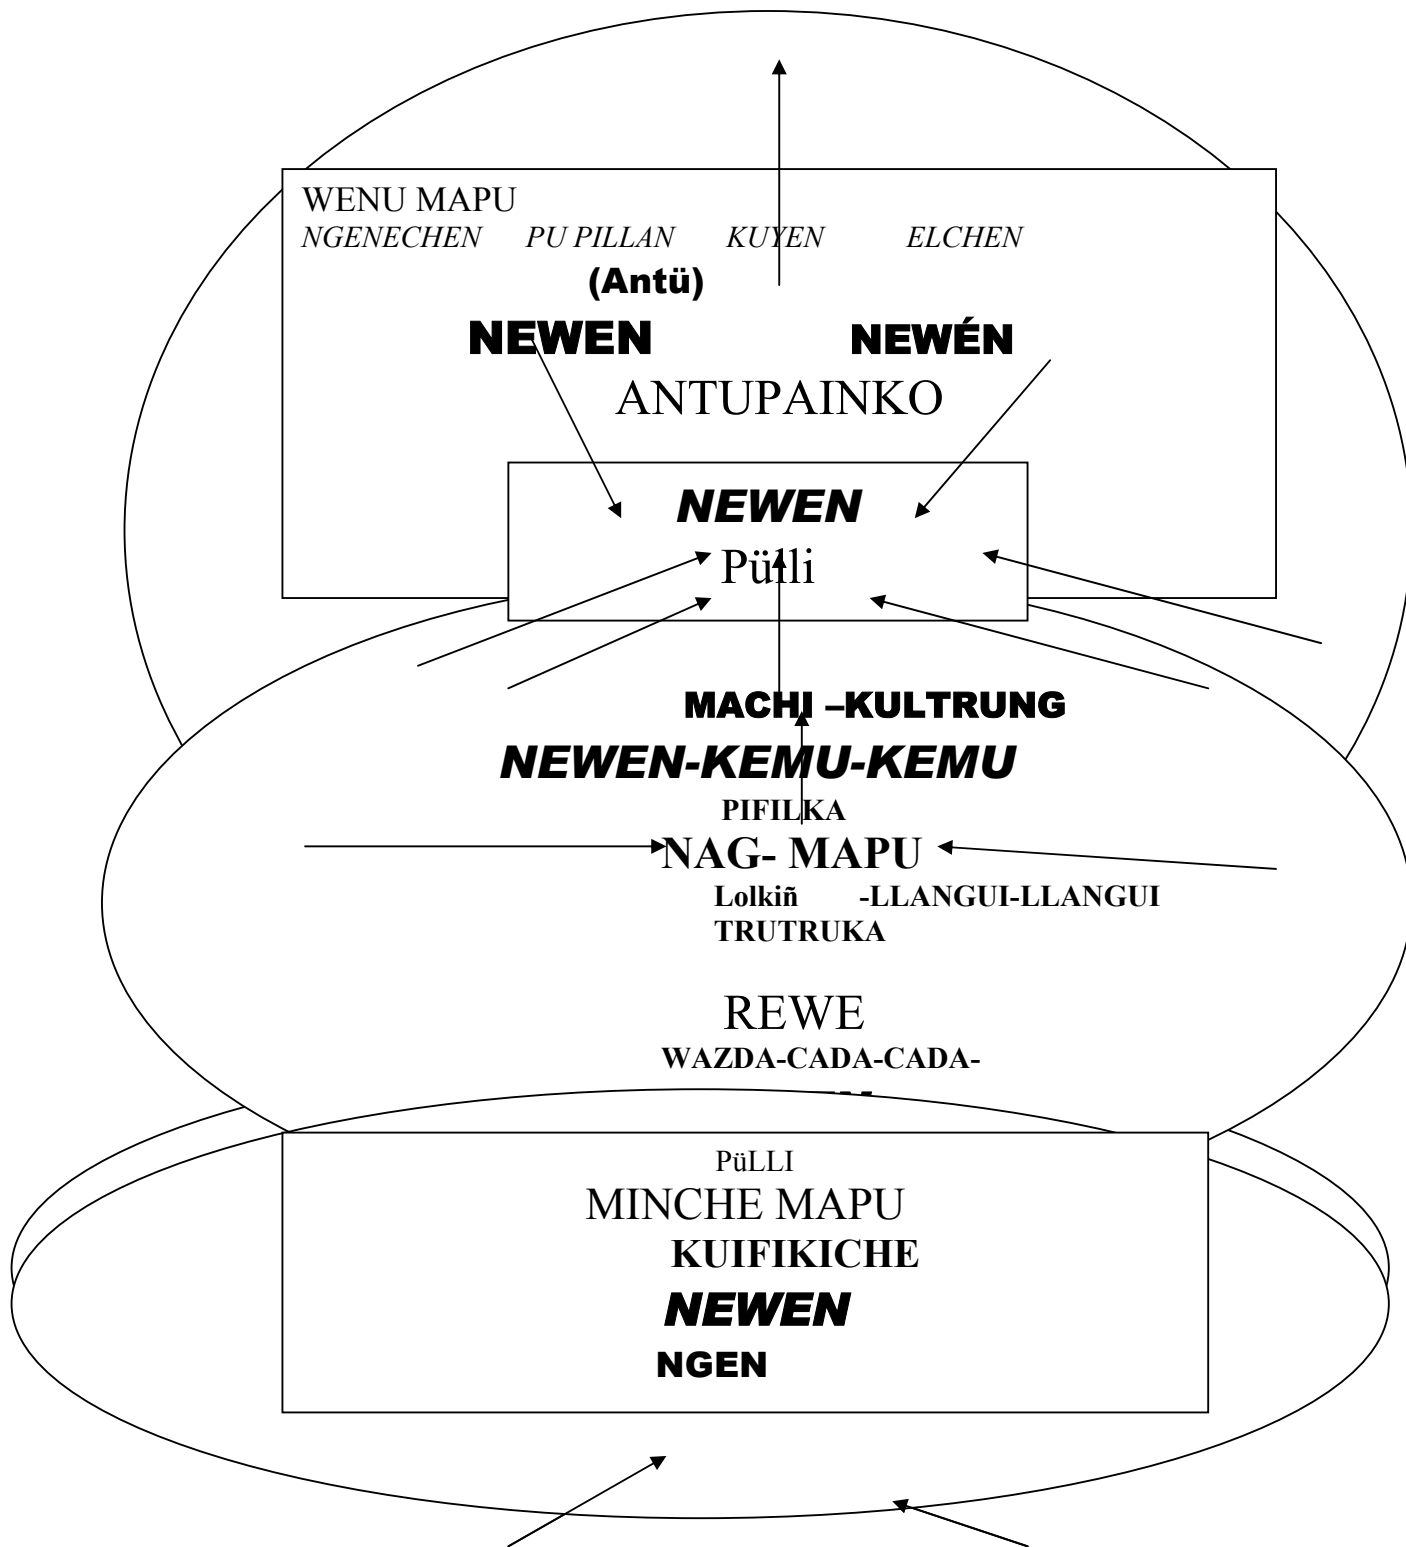 WENU MAPU
NGENECHEN PU PILLAN KUYEN ELCHEN
(Antü)
NEWEN NEWÉN
ANTUPAINKO
NEWEN
Pülli
MACHI –KULTRUNG
NEWEN-KEMU-KEMU
PIFILKA
NAG- MAPU
Lolkiñ -LLANGUI-LLANGUI
TRUTRUKA
REWE
WAZDA-CADA-CADA-
PüLLI
MINCHE MAPU
KUIFIKICHE
NEWEN
NGEN